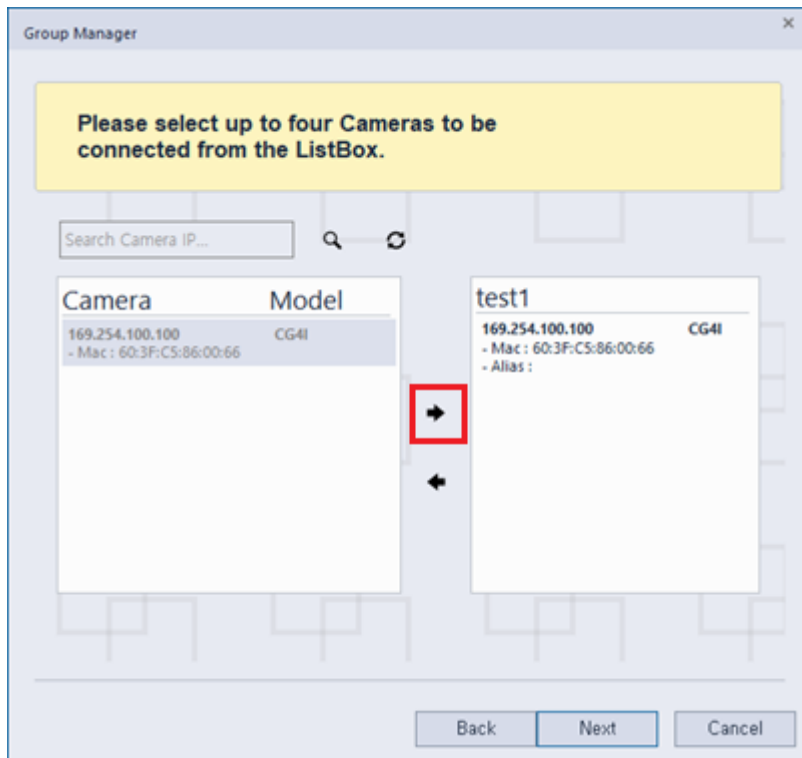 Group Manager
Please select up to four Cameras to be
connected from the ListBox.
Search Camera IP...
Camera Model
169.254.100.100 CG4I
- Mac : 60:3F:C5:86:00:66
test1
169.254.100.100 CG4I
- Mac : 60:3F:C5:86:00:66
- Alias :
Back Next Cancel